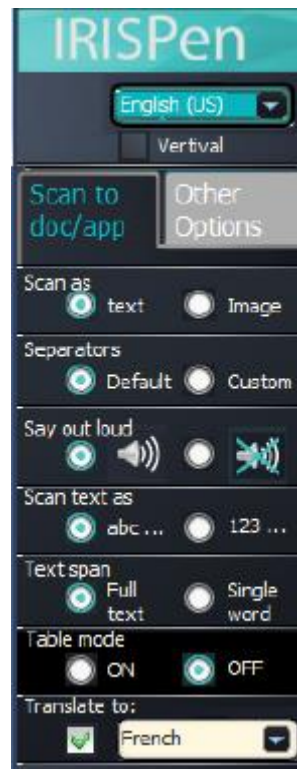 IRISPen
English (US)
Vertival
Scan to Other
doc/app Options
Scan as
text Image
Separators
Default Custom
Say out loud
Scan text as
abc ... 123 ...
Text span
Full Single
text word
Table mode
ON OFF
Translate to:
French